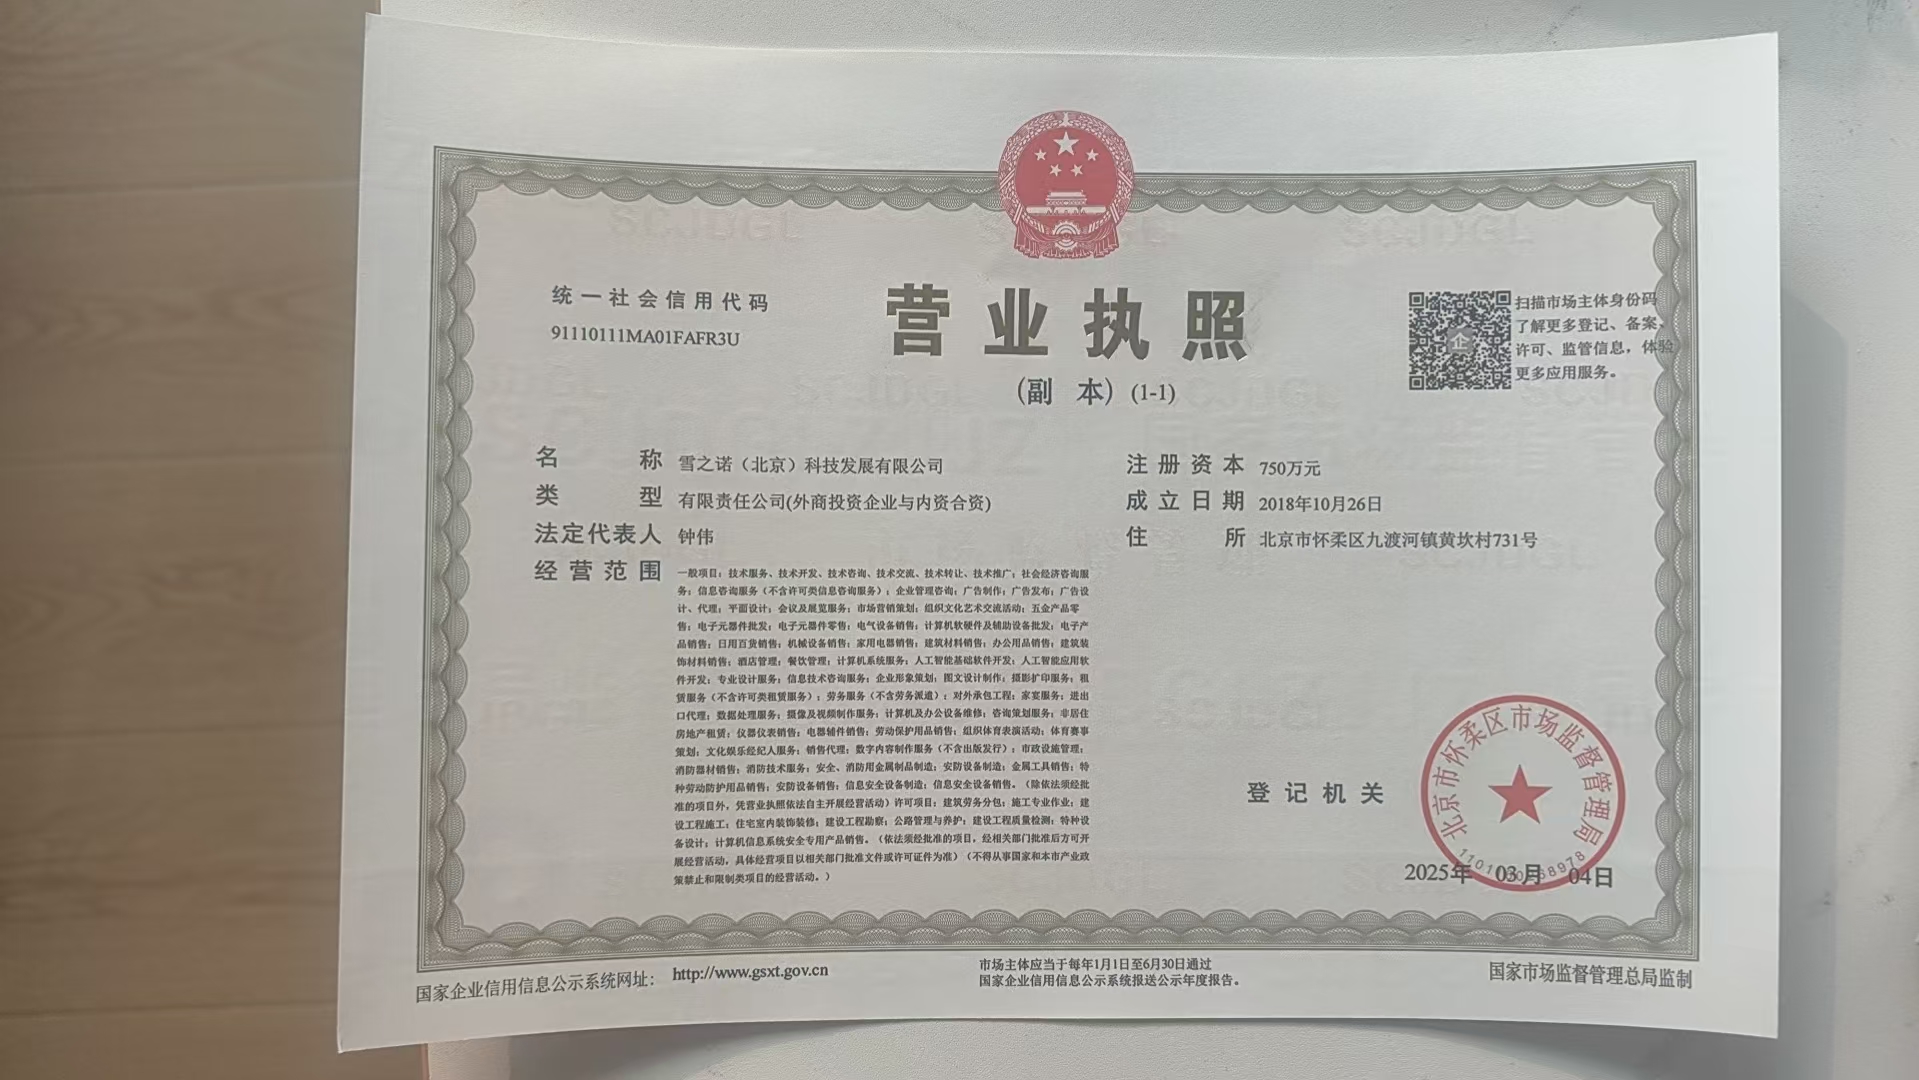 统一社会信用代码
91110111MA01FAFR3U
营业执照
（副 本）(1-1)
扫描市场主体身份码
了解更多登记、备案、
许可、监管信息，体验
更多应用服务。
名 称 雪之诺（北京）科技发展有限公司
类 型 有限责任公司(外商投资企业与内资合资)
法定代表人 钟伟
经营范围 一般项目：技术服务、技术开发、技术咨询、技术交流、技术转让、技术推广；社会经济咨询服
务；信息咨询服务（不含许可类信息咨询服务）；企业管理咨询；广告制作；广告发布；广告设
计、代理；平面设计；会议及展览服务；市场营销策划；组织文化艺术交流活动；五金产品零
售；电子元器件批发；电子元器件零售；电气设备销售；计算机软硬件及辅助设备批发；电子产
品销售；日用百货销售；机械设备销售；家用电器销售；建筑材料销售；办公用品销售；建筑装
饰材料销售；酒店管理；餐饮管理；计算机系统服务；人工智能基础软件开发；人工智能应用软
件开发；专业设计服务；信息技术咨询服务；企业形象策划；图文设计制作；摄影扩印服务；租
赁服务（不含许可类租赁服务）；劳务服务（不含劳务派遣）；对外承包工程；家宴服务；进出
口代理；数据处理服务；摄像及视频制作服务；计算机及办公设备维修；咨询策划服务；非居住
房地产租赁；仪器仪表销售；电器辅件销售；劳动保护用品销售；组织体育表演活动；体育赛事
策划；文化娱乐经纪人服务；销售代理；数字内容制作服务（不含出版发行）；市政设施管理；
消防器材销售；消防技术服务；安全、消防用金属制品制造；安防设备制造；金属工具销售；特
种劳动防护用品销售；安防设备销售；信息安全设备制造；信息安全设备销售。（除依法须经批
准的项目外，凭营业执照依法自主开展经营活动）许可项目：建筑劳务分包；施工专业作业；建
设工程施工；住宅室内装饰装修；建设工程勘察；公路管理与养护；建设工程质量检测；特种设
备设计；计算机信息系统安全专用产品销售。（依法须经批准的项目，经相关部门批准后方可开
展经营活动，具体经营项目以相关部门批准文件或许可证件为准）（不得从事国家和本市产业政
策禁止和限制类项目的经营活动。）
注册资本 750万元
成立日期 2018年10月26日
住 所 北京市怀柔区九渡河镇黄坎村731号
登记机关
北京市怀柔区市场监督管理局
2025年 03月 04日
国家企业信用信息公示系统网址： http://www.gsxt.gov.cn
市场主体应当于每年1月1日至6月30日通过
国家企业信用信息公示系统报送公示年度报告。
国家市场监督管理总局监制